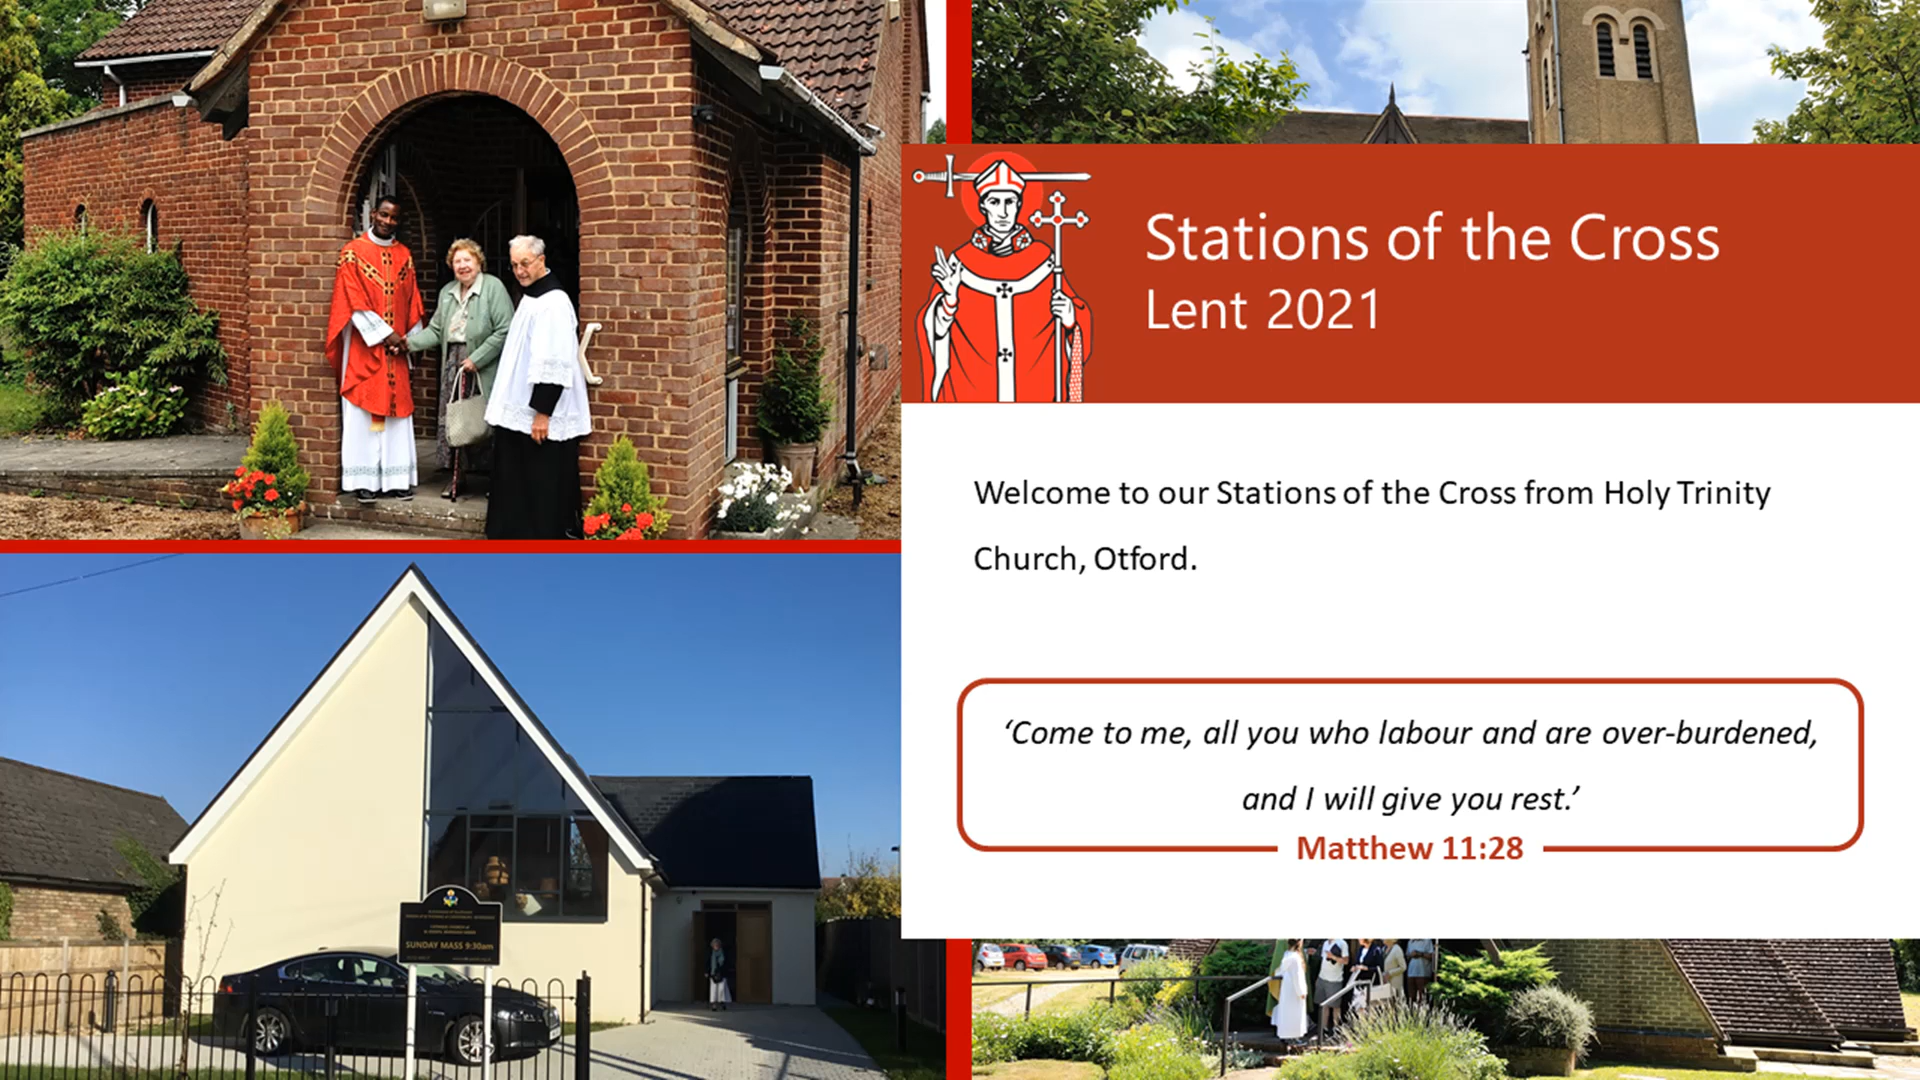 Stations of the Cross
Lent 2021
Welcome to our Stations of the Cross from Holy Trinity
Church, Otford.
‘Come to me, all you who labour and are over-burdened,
and I will give you rest.’
Matthew 11:28
SUNDAY MASS 9:30am